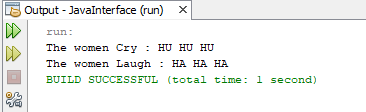 Output - JavaInterface (run)
run:
The women Cry : HU HU HU
The women Laugh : HA HA HA
BUILD SUCCESSFUL (total time: 1 second)